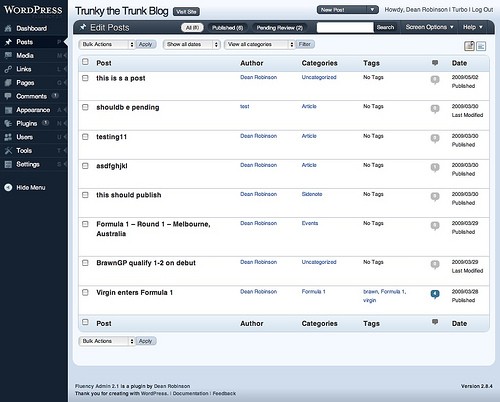 WORDPRESS
Trunky the Trunk Blog Visit Site
New Post
Howdy, Dean Robinson | Turbo | Log Out
Dashboard
Posts P
Media M
Links L
Pages G
Comments 1 C
Appearance A
Plugins 1 N
Users U
Tools T
Settings S
Hide Menu
Edit Posts
All (8) Published (6) Pending Review (2)
Search
Screen Options
Help
Bulk Actions Apply Show all dates View all categories Filter
Post Author Categories Tags Date
this is s a post Dean Robinson Uncategorized No Tags 2009/05/02
Published
shouldb e pending test Article No Tags 2009/03/30
Last Modified
testing11 Dean Robinson Article No Tags 2009/03/30
Published
asdfghjkl Dean Robinson Article No Tags 2009/03/30
Published
this should publish Dean Robinson Sidenote No Tags 2009/03/30
Published
Formula 1 – Round 1 – Melbourne, Dean Robinson Events No Tags 2009/03/29
Australia Published
BrawnGP qualify 1-2 on debut Dean Robinson Uncategorized No Tags 2009/03/29
Last Modified
Virgin enters Formula 1 Dean Robinson Formula 1 brawn, Formula 1, 2009/03/28
virgin Published
Post Author Categories Tags Date
Bulk Actions Apply
Fluency Admin 2.1 is a plugin by Dean Robinson
Thank you for creating with WordPress. | Documentation | Feedback
Version 2.8.4